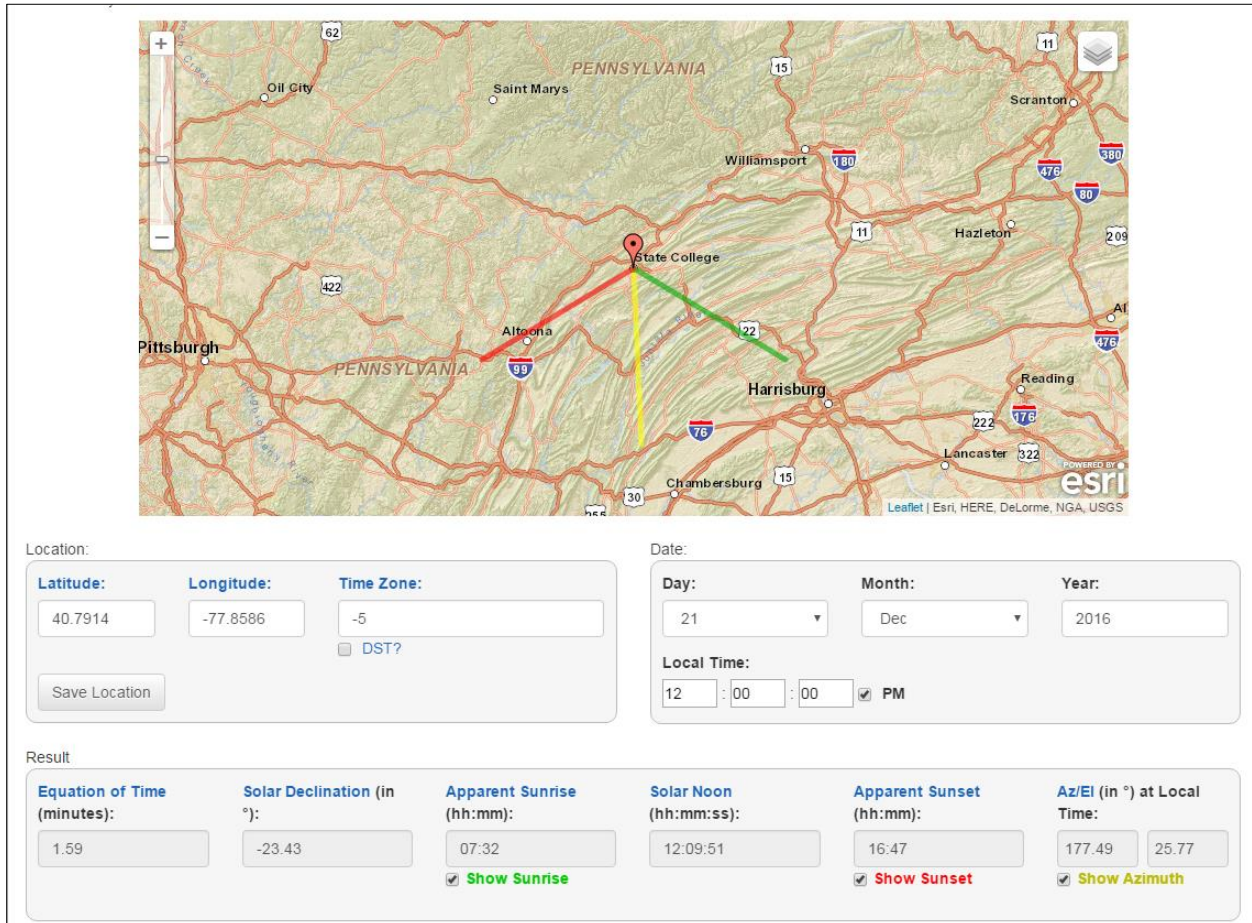 62
11
15
PENNSYLVANIA
Oil City
Saint Marys
Scranton
Williamsport
180
380
476
80
11
Hazleton
209
State College
422
Al
Altoona
22
476
Pittsburgh
PENNSYLVANIA
99
Harrisburg
Reading
176
222
76
Lancaster
322
15
Chambersburg
30
POWERED BY
esri
Leaflet | Esri, HERE, DeLorme, NGA, USGS
Location:
Latitude: Longitude: Time Zone:
40.7914 -77.8586 -5
DST?
Save Location
Date:
Day: Month: Year:
21 Dec 2016
Local Time:
12 : 00 : 00 PM
Result
Equation of Time (minutes):
1.59
Solar Declination (in °):
-23.43
Apparent Sunrise (hh:mm):
07:32
Show Sunrise
Solar Noon (hh:mm:ss):
12:09:51
Apparent Sunset (hh:mm):
16:47
Show Sunset
Az/El (in °) at Local Time:
177.49 25.77
Show Azimuth